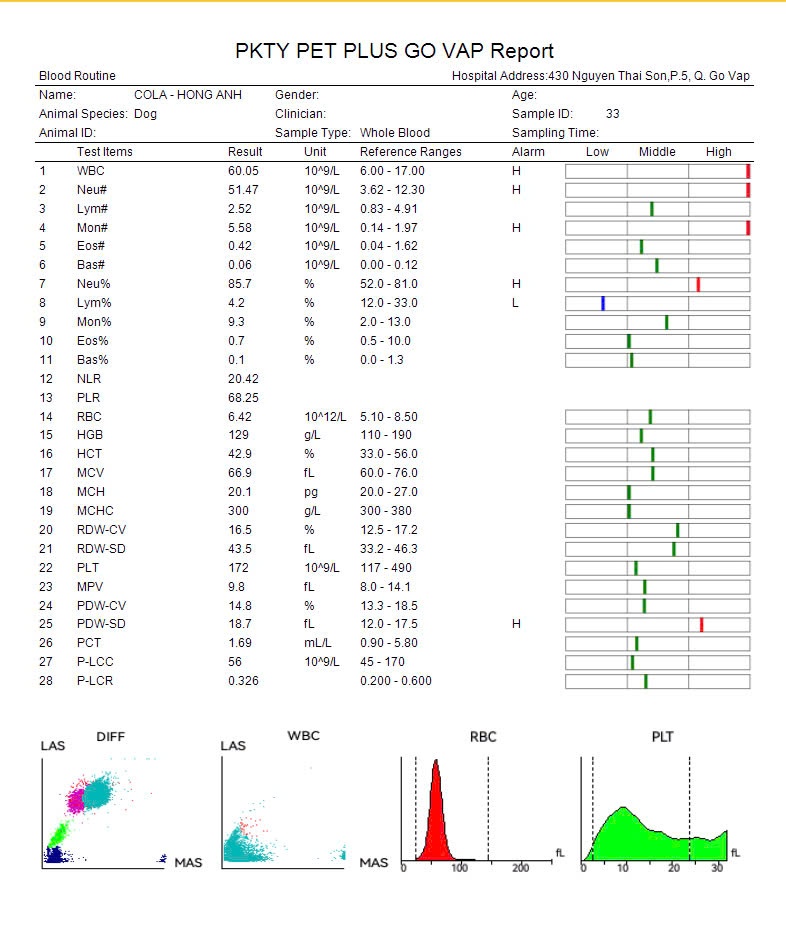 PKTY PET PLUS GO VAP Report
Blood Routine Hospital Address:430 Nguyen Thai Son,P.5, Q. Go Vap
Name: COLA - HONG ANH Gender: Age:
Animal Species: Dog Clinician: Sample ID: 33
Animal ID: Sample Type: Whole Blood Sampling Time:
Test Items Result Unit Reference Ranges Alarm Low Middle High
1 WBC 60.05 10^9/L 6.00 - 17.00 H
2 Neu# 51.47 10^9/L 3.62 - 12.30 H
3 Lym# 2.52 10^9/L 0.83 - 4.91
4 Mon# 5.58 10^9/L 0.14 - 1.97 H
5 Eos# 0.42 10^9/L 0.04 - 1.62
6 Bas# 0.06 10^9/L 0.00 - 0.12
7 Neu% 85.7 % 52.0 - 81.0 H
8 Lym% 4.2 % 12.0 - 33.0 L
9 Mon% 9.3 % 2.0 - 13.0
10 Eos% 0.7 % 0.5 - 10.0
11 Bas% 0.1 % 0.0 - 1.3
12 NLR 20.42
13 PLR 68.25
14 RBC 6.42 10^12/L 5.10 - 8.50
15 HGB 129 g/L 110 - 190
16 HCT 42.9 % 33.0 - 56.0
17 MCV 66.9 fL 60.0 - 76.0
18 MCH 20.1 pg 20.0 - 27.0
19 MCHC 300 g/L 300 - 380
20 RDW-CV 16.5 % 12.5 - 17.2
21 RDW-SD 43.5 fL 33.2 - 46.3
22 PLT 172 10^9/L 117 - 490
23 MPV 9.8 fL 8.0 - 14.1
24 PDW-CV 14.8 % 13.3 - 18.5
25 PDW-SD 18.7 fL 12.0 - 17.5 H
26 PCT 1.69 mL/L 0.90 - 5.80
27 P-LCC 56 10^9/L 45 - 170
28 P-LCR 0.326 0.200 - 0.600
DIFF WBC RBC PLT
LAS LAS
MAS MAS fL fL
0 100 200 0 10 20 30